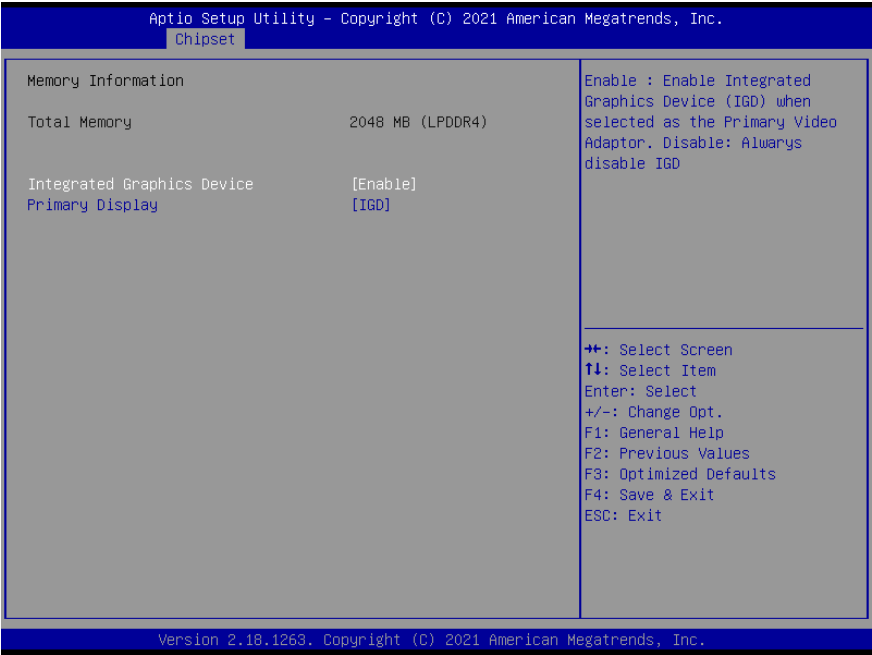 Aptio Setup Utility – Copyright (C) 2021 American Megatrends, Inc.
Chipset
Memory Information
Total Memory 2048 MB (LPDDR4)
Integrated Graphics Device [Enable]
Primary Display [IGD]
Enable : Enable Integrated
Graphics Device (IGD) when
selected as the Primary Video
Adaptor. Disable: Alwarys
disable IGD
→←: Select Screen
↑↓: Select Item
Enter: Select
+/-: Change Opt.
F1: General Help
F2: Previous Values
F3: Optimized Defaults
F4: Save & Exit
ESC: Exit
Version 2.18.1263. Copyright (C) 2021 American Megatrends, Inc.